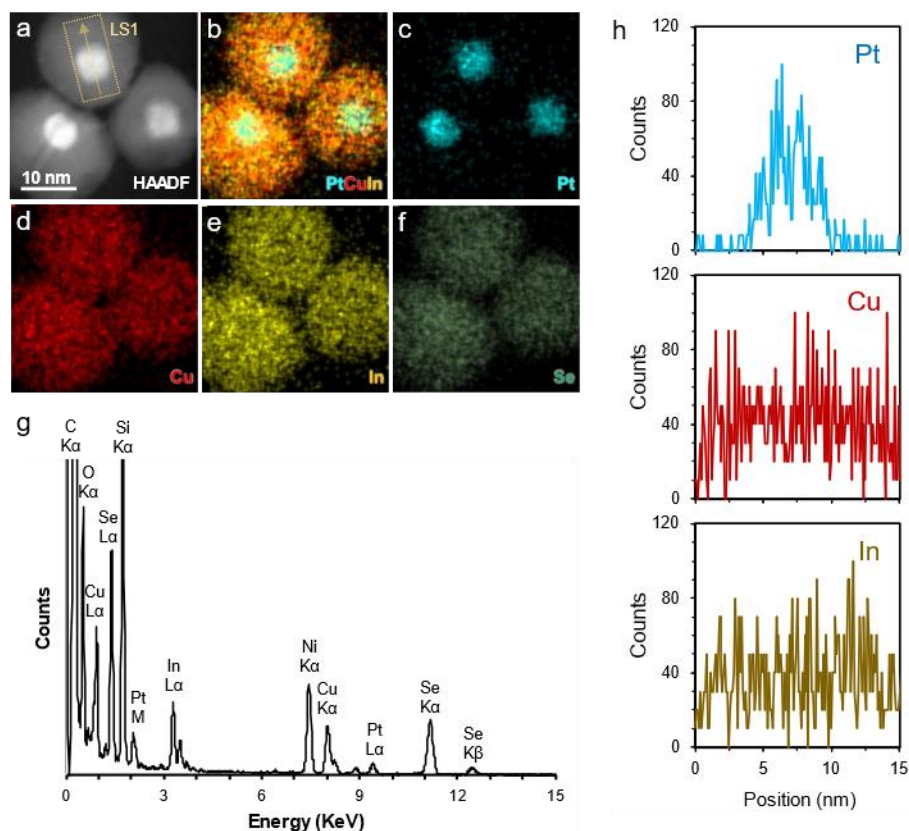 a
LS1
10 nm
HAADF
b
PtCuIn
c
Pt
d
Cu
e
In
f
Se
g
C
Kα
O
Kα
Se
Lα
Cu
Lα
Si
Kα
Pt
M
In
Lα
Ni
Kα
Cu
Kα
Pt
Lα
Se
Kα
Se
Kβ
Counts
0 3 6 9 12 15
Energy (KeV)
h
Pt
Counts
120
80
40
0
Cu
Counts
120
80
40
0
In
Counts
120
80
40
0
0 5 10 15
Position (nm)